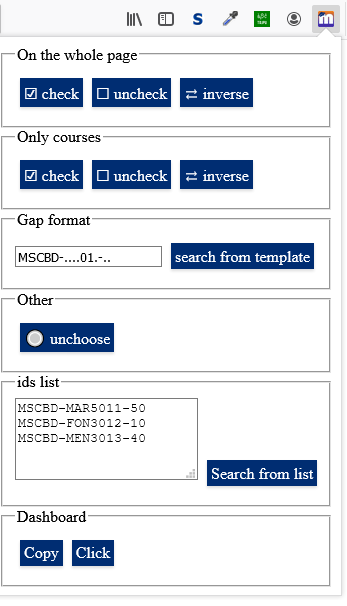 On the whole page
☑ check ☐ uncheck ⇄ inverse
Only courses
☑ check ☐ uncheck ⇄ inverse
Gap format
MSCBD-....01.-.. search from template
Other
unchoose
ids list
MSCBD-MAR5011-50
MSCBD-FON3012-10
MSCBD-MEN3013-40
Search from list
Dashboard
Copy Click